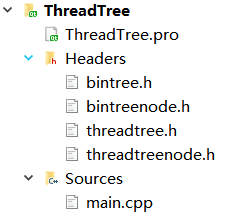 ThreadTree
ThreadTree.pro
Headers
bintree.h
bintreenode.h
threadtree.h
threadtreenode.h
Sources
main.cpp